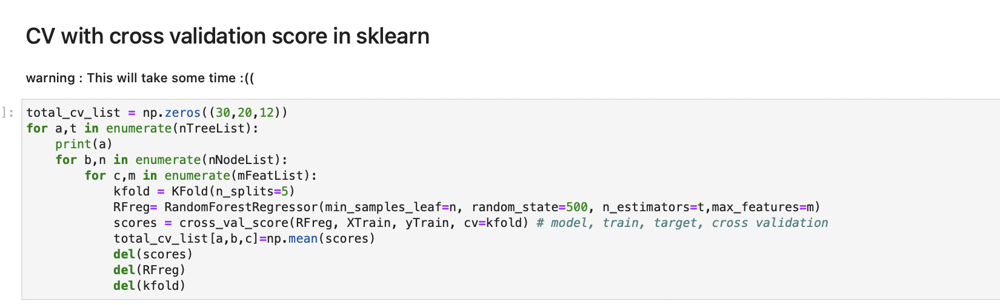 CV with cross validation score in sklearn
warning : This will take some time :((
]:
total_cv_list = np.zeros((30,20,12))
for a,t in enumerate(nTreeList):
    print(a)
    for b,n in enumerate(nNodeList):
        for c,m in enumerate(mFeatList):
            kfold = KFold(n_splits=5)
            RFreg= RandomForestRegressor(min_samples_leaf=n, random_state=500, n_estimators=t,max_features=m)
            scores = cross_val_score(RFreg, XTrain, yTrain, cv=kfold) # model, train, target, cross validation
            total_cv_list[a,b,c]=np.mean(scores)
            del(scores)
            del(RFreg)
            del(kfold)